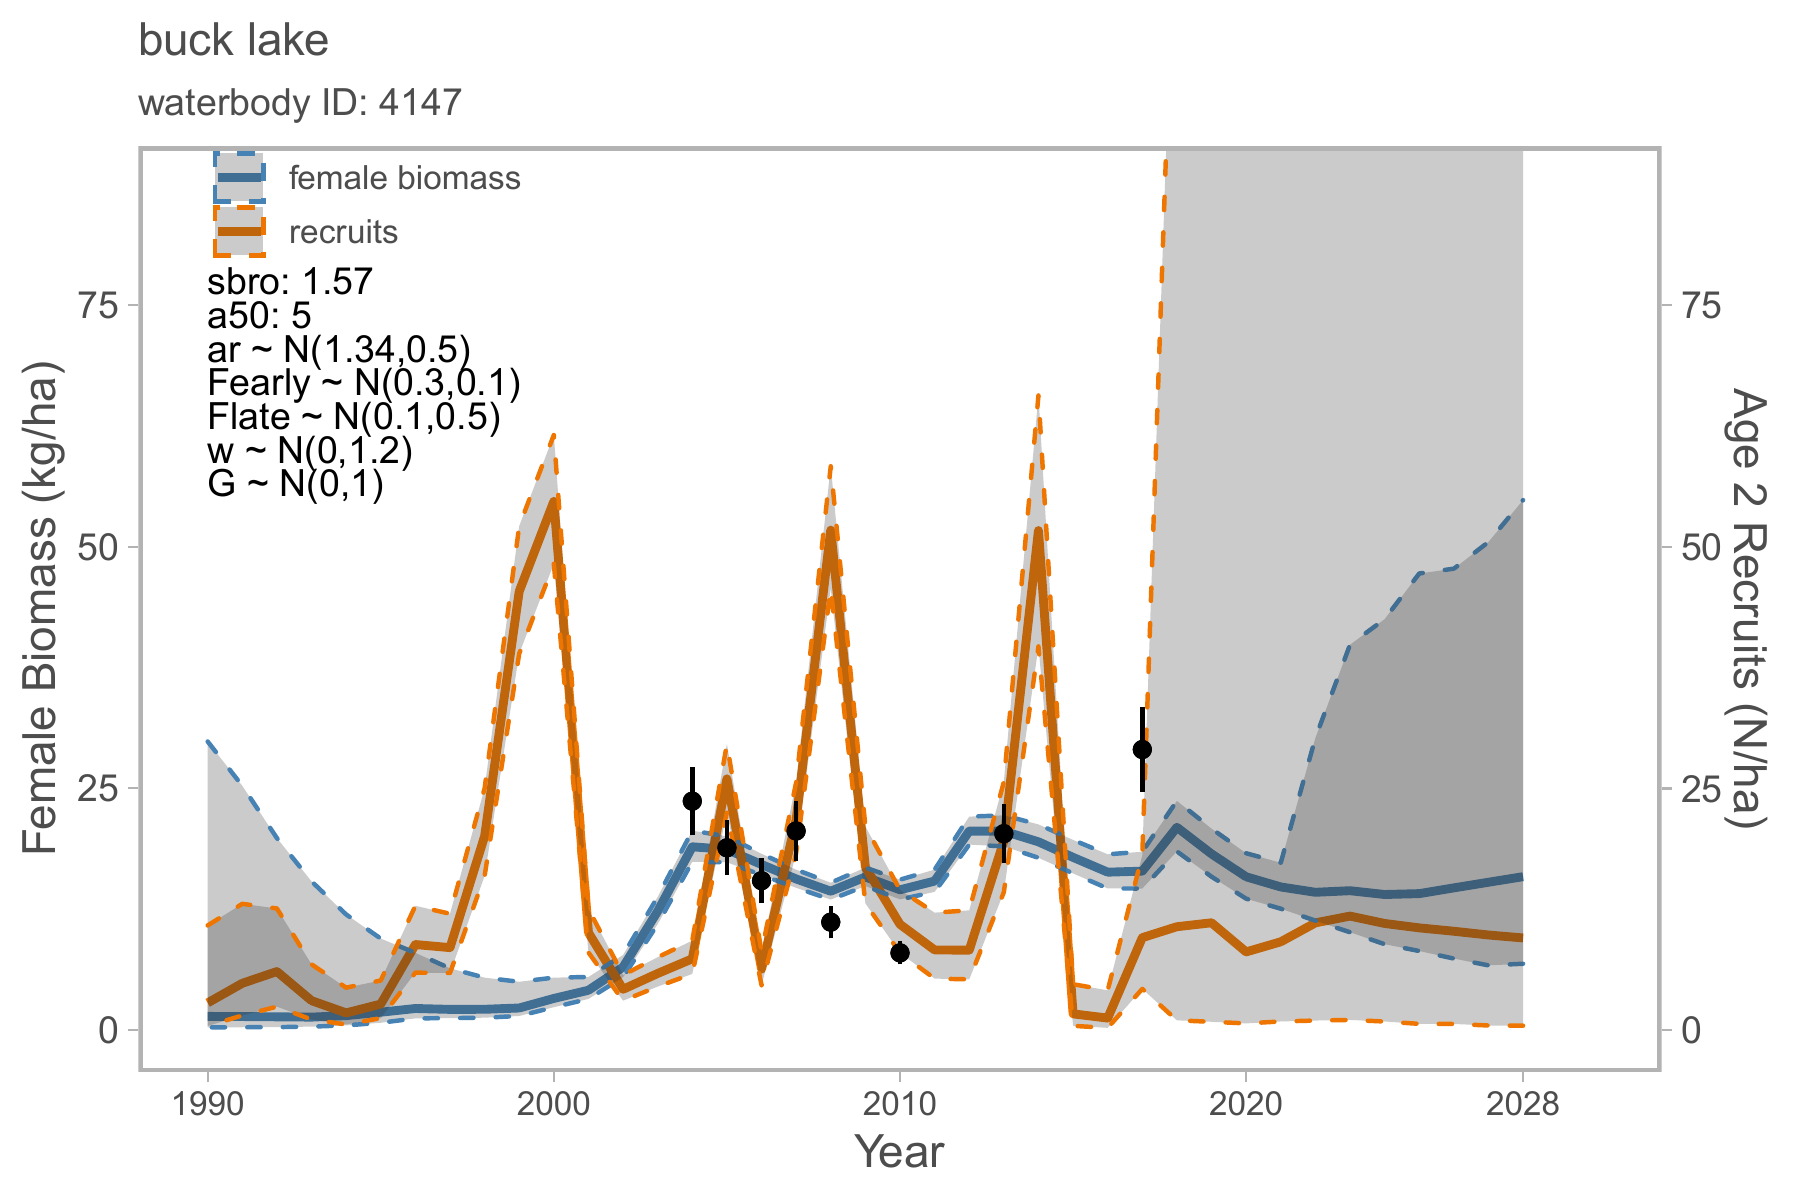 buck lake
waterbody ID: 4147
female biomass
recruits
sbro: 1.57
a50: 5
ar ~ N(1.34,0.5)
Fearly ~ N(0.3,0.1)
Flate ~ N(0.1,0.5)
w ~ N(0,1.2)
G ~ N(0,1)
Female Biomass (kg/ha)
75
50
25
0
75
50
25
0
Age 2 Recruits (N/ha)
1990
2000
2010
2020
2028
Year